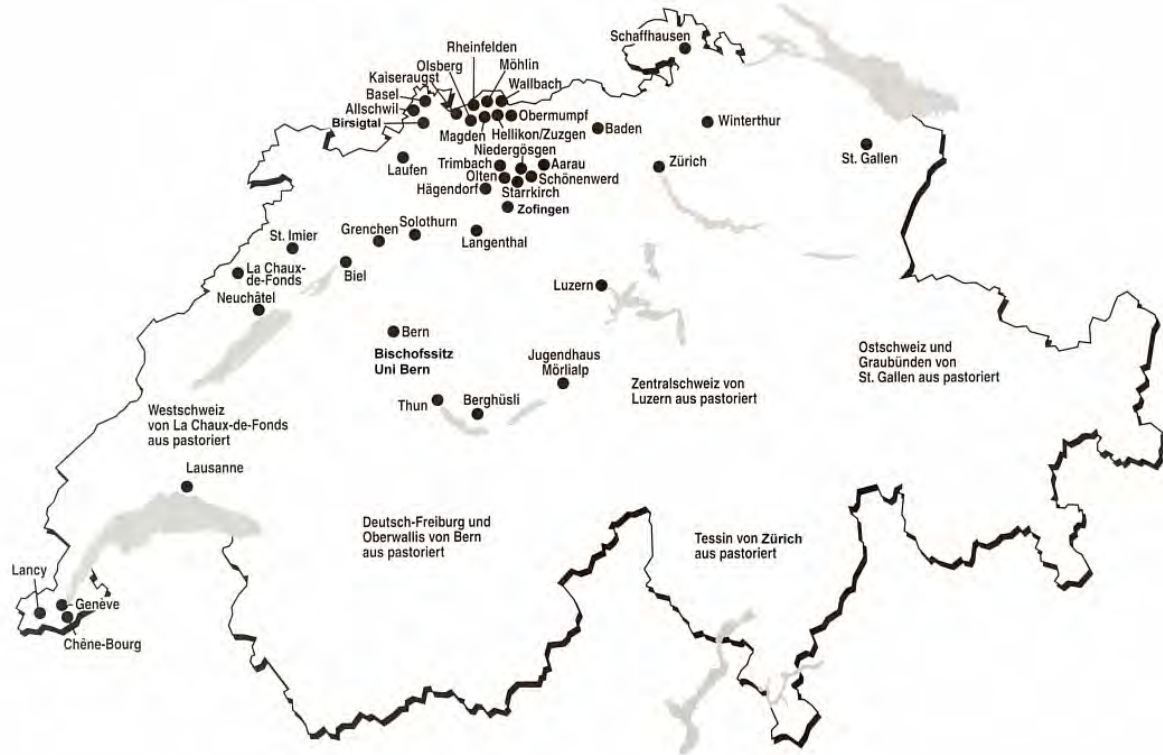 Schaffhausen
Rheinfelden
Olsberg
Möhlin
Kaiseraugst
Wallbach
Basel
Allschwil
Birsigtal
Obermumpf
Magden
Hellikon/Zuzgen
Baden
Winterthur
St. Gallen
Zürich
Niedergösgen
Laufen
Trimbach
Aarau
Olten
Schönenwerd
Hägendorf
Starrkirch
Zofingen
Langenthal
Solothurn
Grenchen
St. Imier
Biel
La Chaux-
de-Fonds
Neuchâtel
Luzern
Bern
Bischofssitz
Uni Bern
Jugendhaus
Mörlialp
Thun
Berghüsli
Zentralschweiz von
Luzern aus pastoriert
Ostschweiz und
Graubünden von
St. Gallen aus pastoriert
Westschweiz
von La Chaux-de-Fonds
aus pastoriert
Lausanne
Deutsch-Freiburg und
Oberwallis von Bern
aus pastoriert
Tessin von Zürich
aus pastoriert
Lancy
Genève
Chêne-Bourg